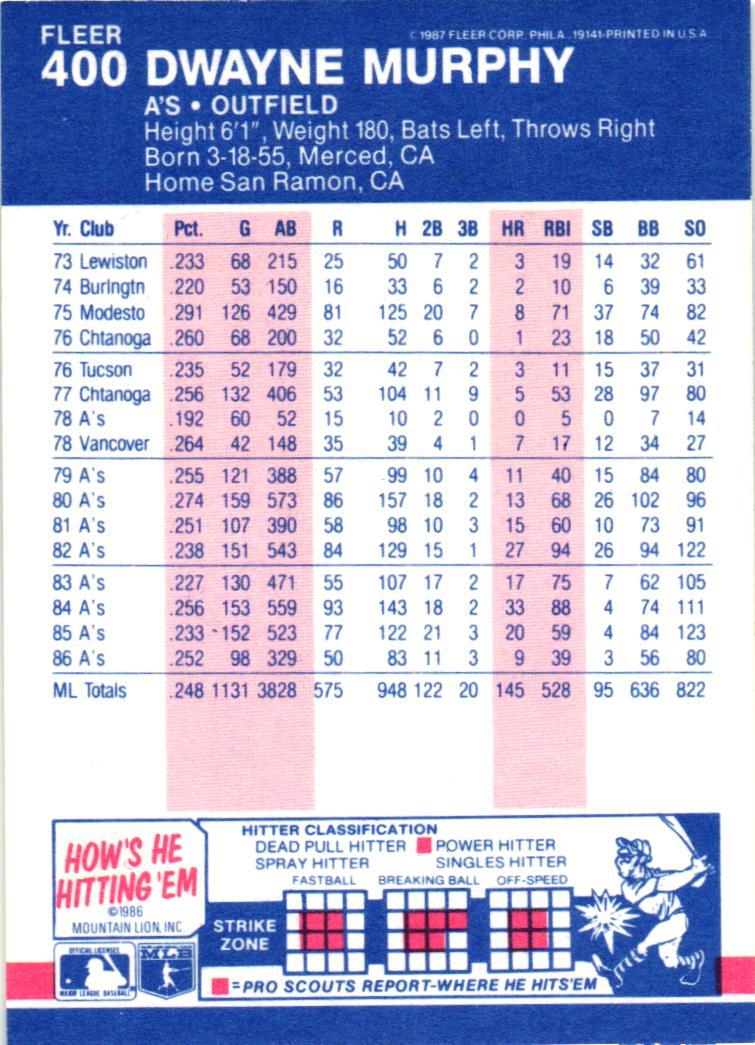 FLEER
© 1987 FLEER CORP. PHILA., 19141-PRINTED IN U.S.A.
400 DWAYNE MURPHY
A'S • OUTFIELD
Height 6'1", Weight 180, Bats Left, Throws Right
Born 3-18-55, Merced, CA
Home San Ramon, CA
Yr. Club Pct. G AB R H 2B 3B HR RBI SB BB SO
73 Lewiston .233 68 215 25 50 7 2 3 19 14 32 61
74 Burlngtn .220 53 150 16 33 6 2 2 10 6 39 33
75 Modesto .291 126 429 81 125 20 7 8 71 37 74 82
76 Chtanoga .260 68 200 32 52 6 0 1 23 18 50 42
76 Tucson .235 52 179 32 42 7 2 3 11 15 37 31
77 Chtanoga .256 132 406 53 104 11 9 5 53 28 97 80
78 A's .192 60 52 15 10 2 0 0 5 0 7 14
78 Vancover .264 42 148 35 39 4 1 7 17 12 34 27
79 A's .255 121 388 57 99 10 4 11 40 15 84 80
80 A's .274 159 573 86 157 18 2 13 68 26 102 96
81 A's .251 107 390 58 98 10 3 15 60 10 73 91
82 A's .238 151 543 84 129 15 1 27 94 26 94 122
83 A's .227 130 471 55 107 17 2 17 75 7 62 105
84 A's .256 153 559 93 143 18 2 33 88 4 74 111
85 A's .233 152 523 77 122 21 3 20 59 4 84 123
86 A's .252 98 329 50 83 11 3 9 39 3 56 80
ML Totals .248 1131 3828 575 948 122 20 145 528 95 636 822
HOW'S HE
HITTING 'EM
©1986
MOUNTAIN LION, INC
HITTER CLASSIFICATION
DEAD PULL HITTER POWER HITTER
SPRAY HITTER SINGLES HITTER
FASTBALL BREAKING BALL OFF-SPEED
STRIKE
ZONE
=PRO SCOUTS REPORT-WHERE HE HITS 'EM
OFFICIAL LICENSEE
MAJOR LEAGUE BASEBALL
MLB